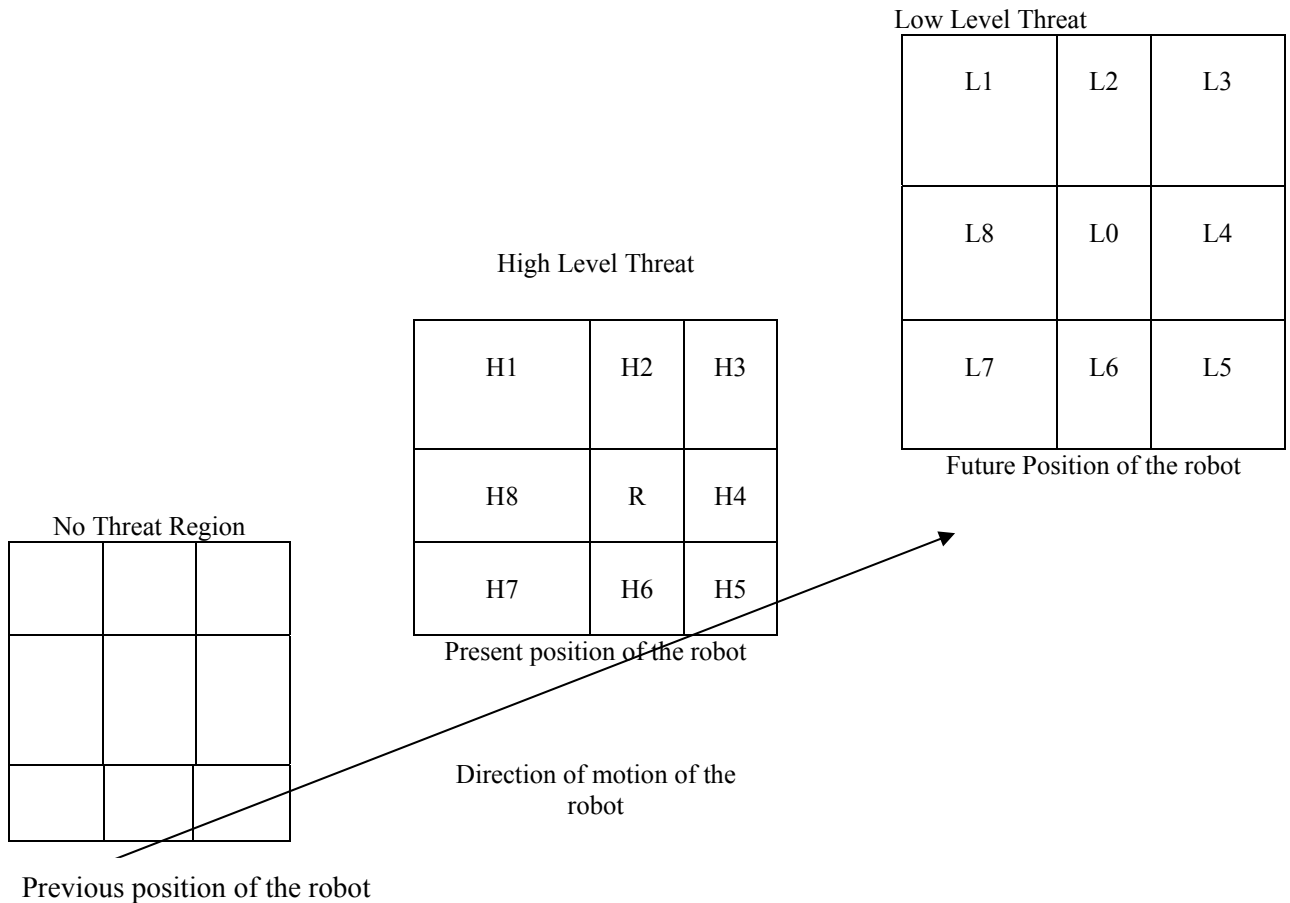 Low Level Threat
L1 L2 L3
L8 L0 L4
L7 L6 L5
Future Position of the robot
High Level Threat
H1 H2 H3
H8 R H4
H7 H6 H5
Present position of the robot
No Threat Region
Direction of motion of the
robot
Previous position of the robot